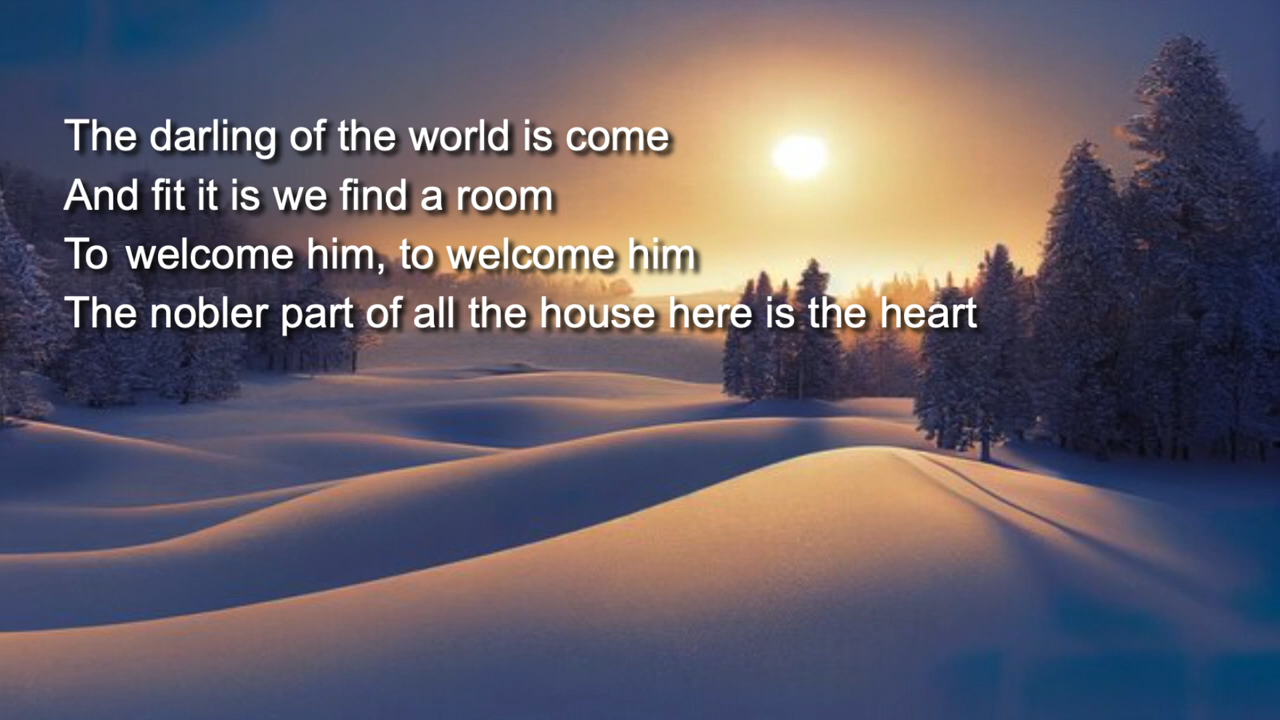 The darling of the world is come
And fit it is we find a room
To welcome him, to welcome him
The nobler part of all the house here is the heart